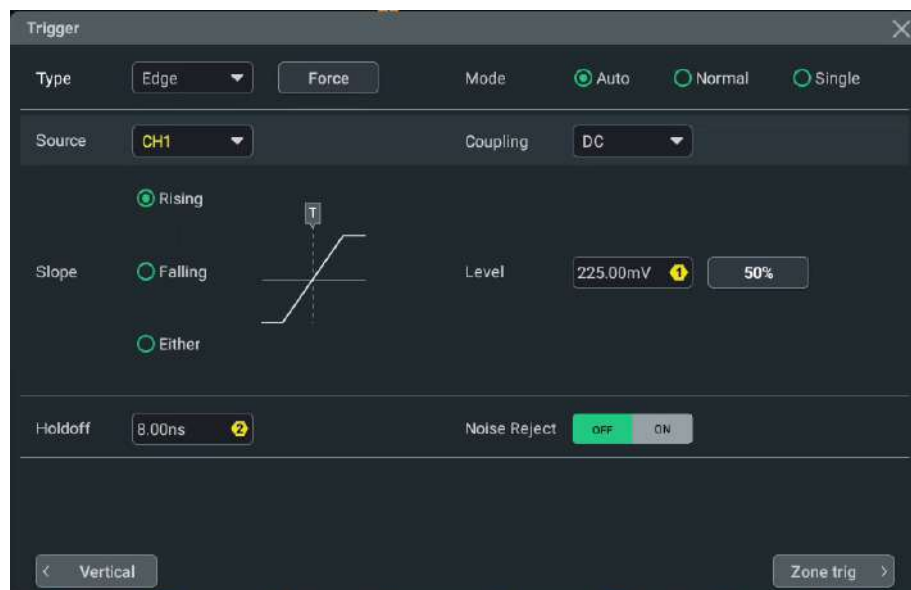 Trigger
Type Edge Force Mode Auto Normal Single
Source CH1 Coupling DC
Rising
T
Slope Falling Level 225.00mV 1 50%
Either
Holdoff 8.00ns 2 Noise Reject OFF ON
< Vertical Zone trig >